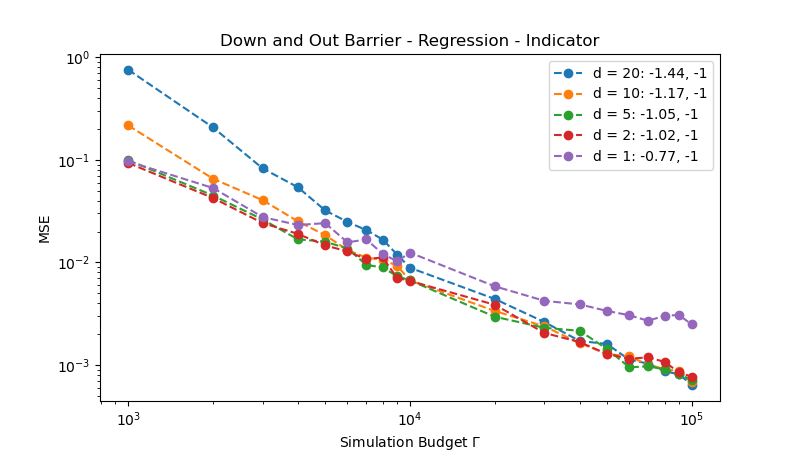 Down and Out Barrier - Regression - Indicator
MSE
10⁰
10⁻¹
10⁻²
10⁻³
d = 20: -1.44, -1
d = 10: -1.17, -1
d = 5: -1.05, -1
d = 2: -1.02, -1
d = 1: -0.77, -1
10³
10⁴
10⁵
Simulation Budget Γ